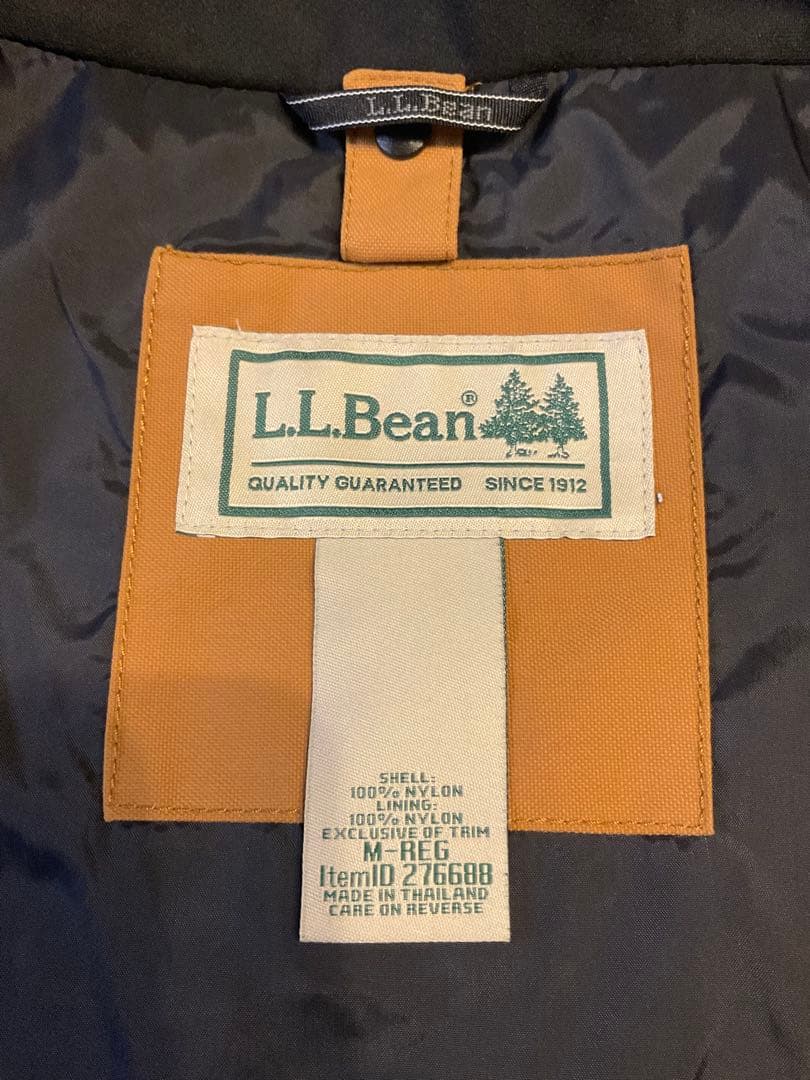 L.L.Bean
L.L.Bean®
QUALITY GUARANTEED SINCE 1912
SHELL:
100% NYLON
LINING:
100% NYLON
EXCLUSIVE OF TRIM
M-REG
ItemID 276688
MADE IN THAILAND
CARE ON REVERSE